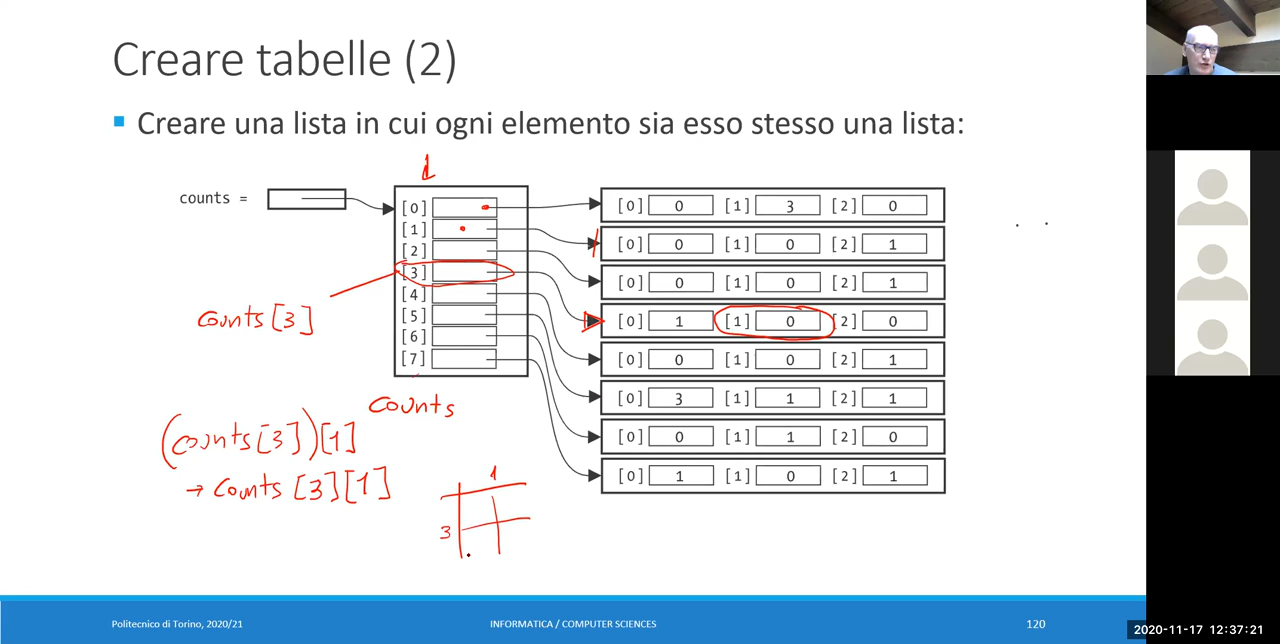 Creare tabelle (2)
Creare una lista in cui ogni elemento sia esso stesso una lista:
counts =
[0]
[1]
[2]
[3]
[4]
[5]
[6]
[7]
[0] 0 [1] 3 [2] 0
[0] 0 [1] 0 [2] 1
[0] 0 [1] 0 [2] 1
[0] 1 [1] 0 [2] 0
[0] 0 [1] 0 [2] 1
[0] 3 [1] 1 [2] 1
[0] 0 [1] 1 [2] 0
[0] 1 [1] 0 [2] 1
counts[3]
counts
(counts[3])[1]
→ counts[3][1]
1
3
Politecnico di Torino, 2020/21
INFORMATICA / COMPUTER SCIENCES
120
2020-11-17 12:37:21